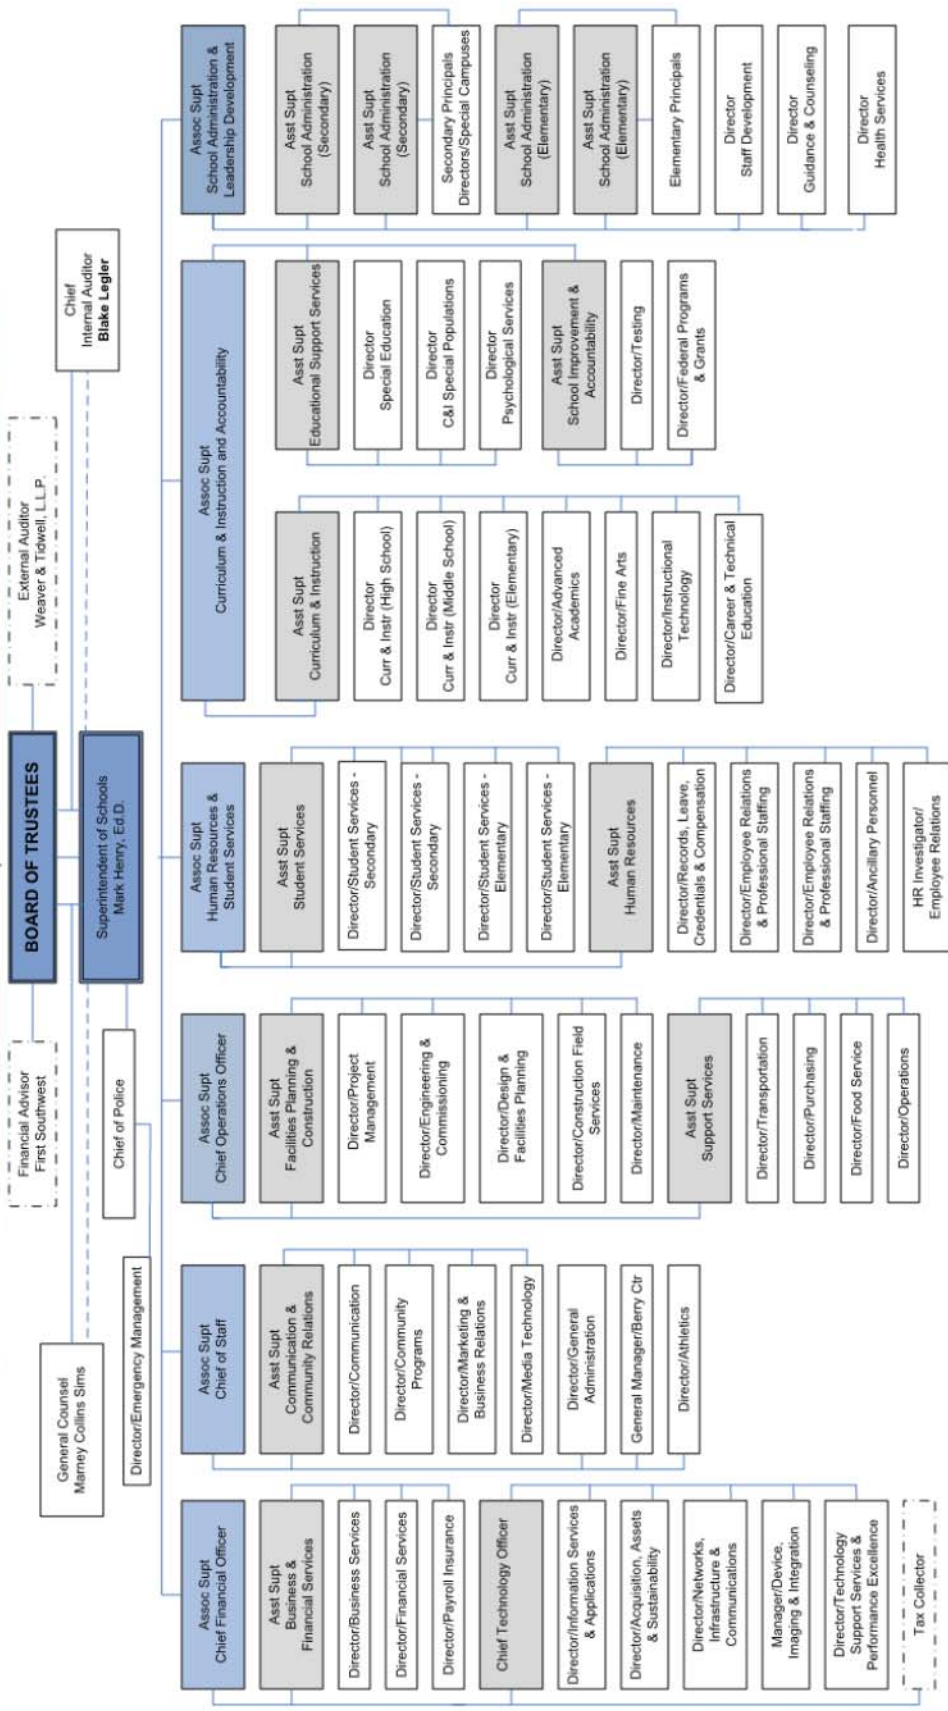 BOARD OF TRUSTEES
Financial Advisor
First Southwest
External Auditor
Weaver & Tidwell, L.L.P.
General Counsel
Marney Collins Sims
Superintendent of Schools
Mark Henry, Ed.D.
Chief
Internal Auditor
Blake Legler
Chief of Police
Director/Emergency Management
Assoc Supt
Chief Financial Officer
Asst Supt
Business &
Financial Services
Director/Business Services
Director/Financial Services
Director/Payroll Insurance
Chief Technology Officer
Director/Information Services
& Applications
Director/Acquisition, Assets
& Sustainability
Director/Networks,
Infrastructure &
Communications
Manager/Device,
Imaging & Integration
Director/Technology
Support Services &
Performance Excellence
Tax Collector
Assoc Supt
Chief of Staff
Asst Supt
Communication &
Community Relations
Director/Communication
Director/Community
Programs
Director/Marketing &
Business Relations
Director/Media Technology
Director/General
Administration
General Manager/Berry Ctr
Director/Athletics
Assoc Supt
Chief Operations Officer
Asst Supt
Facilities Planning &
Construction
Director/Project
Management
Director/Engineering &
Commissioning
Director/Design &
Facilities Planning
Director/Construction Field
Services
Director/Maintenance
Asst Supt
Support Services
Director/Transportation
Director/Purchasing
Director/Food Service
Director/Operations
Assoc Supt
Human Resources &
Student Services
Asst Supt
Student Services
Director/Student Services -
Secondary
Director/Student Services -
Secondary
Director/Student Services -
Elementary
Director/Student Services -
Elementary
Asst Supt
Human Resources
Director/Records, Leave,
Credentials & Compensation
Director/Employee Relations
& Professional Staffing
Director/Employee Relations
& Professional Staffing
Director/Ancillary Personnel
HR Investigator/
Employee Relations
Assoc Supt
Curriculum & Instruction and Accountability
Asst Supt
Curriculum & Instruction
Director
Curr & Instr (High School)
Director
Curr & Instr (Middle School)
Director
Curr & Instr (Elementary)
Director/Advanced
Academics
Director/Fine Arts
Director/Instructional
Technology
Director/Career & Technical
Education
Asst Supt
Educational Support Services
Director
Special Education
Director
C&I Special Populations
Director
Psychological Services
Asst Supt
School Improvement &
Accountability
Director/Testing
Director/Federal Programs
& Grants
Assoc Supt
School Administration &
Leadership Development
Asst Supt
School Administration
(Secondary)
Asst Supt
School Administration
(Secondary)
Secondary Principals
Directors/Special Campuses
Asst Supt
School Administration
(Elementary)
Asst Supt
School Administration
(Elementary)
Elementary Principals
Director
Staff Development
Director
Guidance & Counseling
Director
Health Services